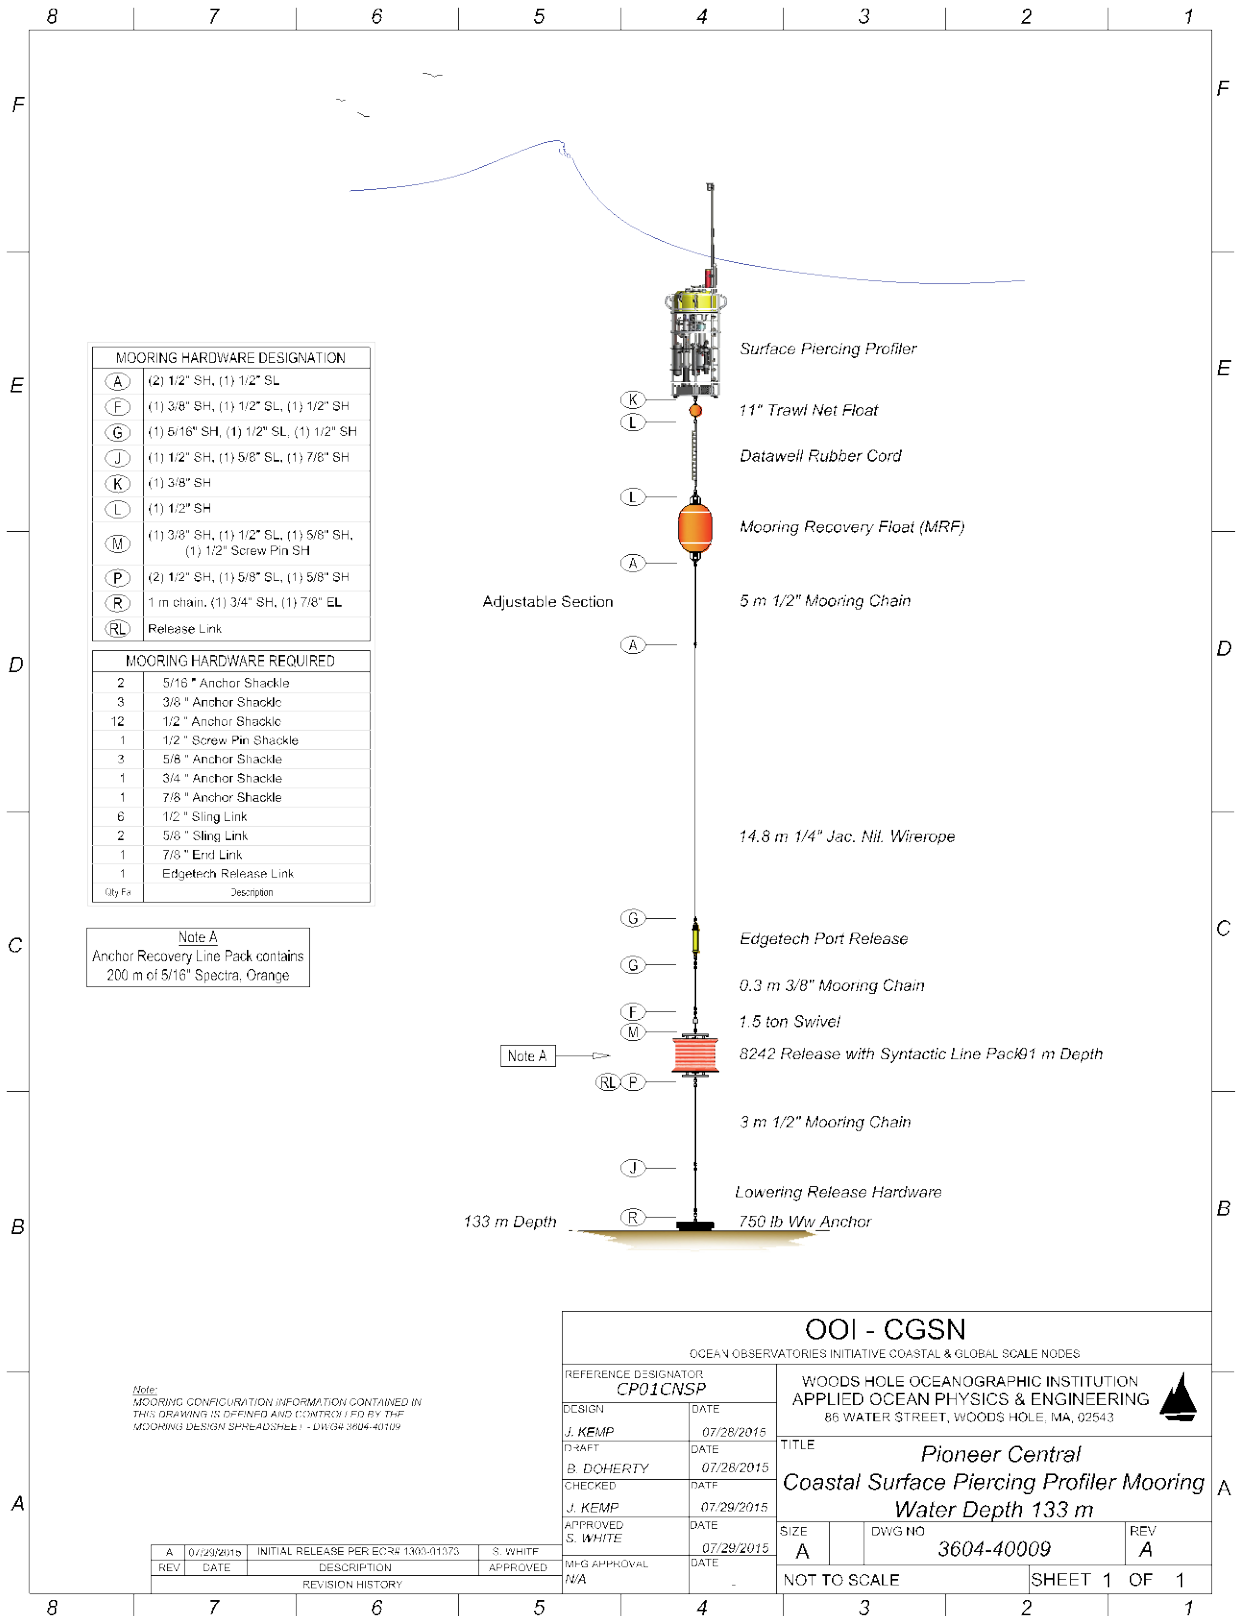 8 7 6 5 4 3 2 1
F
F
E
E
D
D
C
C
B
B
A
A
MOORING HARDWARE DESIGNATION
A (2) 1/2" SH, (1) 1/2" SL
F (1) 3/8" SH, (1) 1/2" SL, (1) 1/2" SH
G (1) 5/16" SH, (1) 1/2" SL, (1) 1/2" SH
J (1) 1/2" SH, (1) 5/8" SL, (1) 7/8" SH
K (1) 3/8" SH
L (1) 1/2" SH
M (1) 3/8" SH, (1) 1/2" SL, (1) 5/8" SH,
(1) 1/2" Screw Pin SH
P (2) 1/2" SH, (1) 5/8" SL, (1) 5/8" SH
R 1 m chain, (1) 3/4" SH, (1) 7/8" EL
RL Release Link
MOORING HARDWARE REQUIRED
2 5/16 " Anchor Shackle
3 3/8 " Anchor Shackle
12 1/2 " Anchor Shackle
1 1/2 " Screw Pin Shackle
3 5/8 " Anchor Shackle
1 3/4 " Anchor Shackle
1 7/8 " Anchor Shackle
6 1/2 " Sling Link
2 5/8 " Sling Link
1 7/8 " End Link
1 Edgetech Release Link
Qty Ea Description
Note A
Anchor Recovery Line Pack contains
200 m of 5/16" Spectra, Orange
Surface Piercing Profiler
K
11" Trawl Net Float
L
Datawell Rubber Cord
L
Mooring Recovery Float (MRF)
A
Adjustable Section 5 m 1/2" Mooring Chain
A
14.8 m 1/4" Jac. Nil. Wirerope
G
Edgetech Port Release
G
0.3 m 3/8" Mooring Chain
F
1.5 ton Swivel
M
Note A 8242 Release with Syntactic Line Pack 91 m Depth
RL P
3 m 1/2" Mooring Chain
J
Lowering Release Hardware
R
133 m Depth 750 lb Ww Anchor
Note:
MOORING CONFIGURATION INFORMATION CONTAINED IN
THIS DRAWING IS DEFINED AND CONTROLLED BY THE
MOORING DESIGN SPREADSHEET - DWG# 3604-40109
A 07/29/2015 INITIAL RELEASE PER ECR# 1303-01373 S. WHITE
REV DATE DESCRIPTION APPROVED
REVISION HISTORY
OOI - CGSN
OCEAN OBSERVATORIES INITIATIVE COASTAL & GLOBAL SCALE NODES
REFERENCE DESIGNATOR
CP01CNSP
WOODS HOLE OCEANOGRAPHIC INSTITUTION
APPLIED OCEAN PHYSICS & ENGINEERING
86 WATER STREET, WOODS HOLE, MA, 02543
DESIGN DATE
J. KEMP 07/28/2015
DRAFT DATE
B. DOHERTY 07/28/2015
CHECKED DATE
J. KEMP 07/29/2015
APPROVED DATE
S. WHITE 07/29/2015
MFG APPROVAL DATE
N/A -
TITLE
Pioneer Central
Coastal Surface Piercing Profiler Mooring
Water Depth 133 m
SIZE DWG NO REV
A 3604-40009 A
NOT TO SCALE SHEET 1 OF 1
8 7 6 5 4 3 2 1